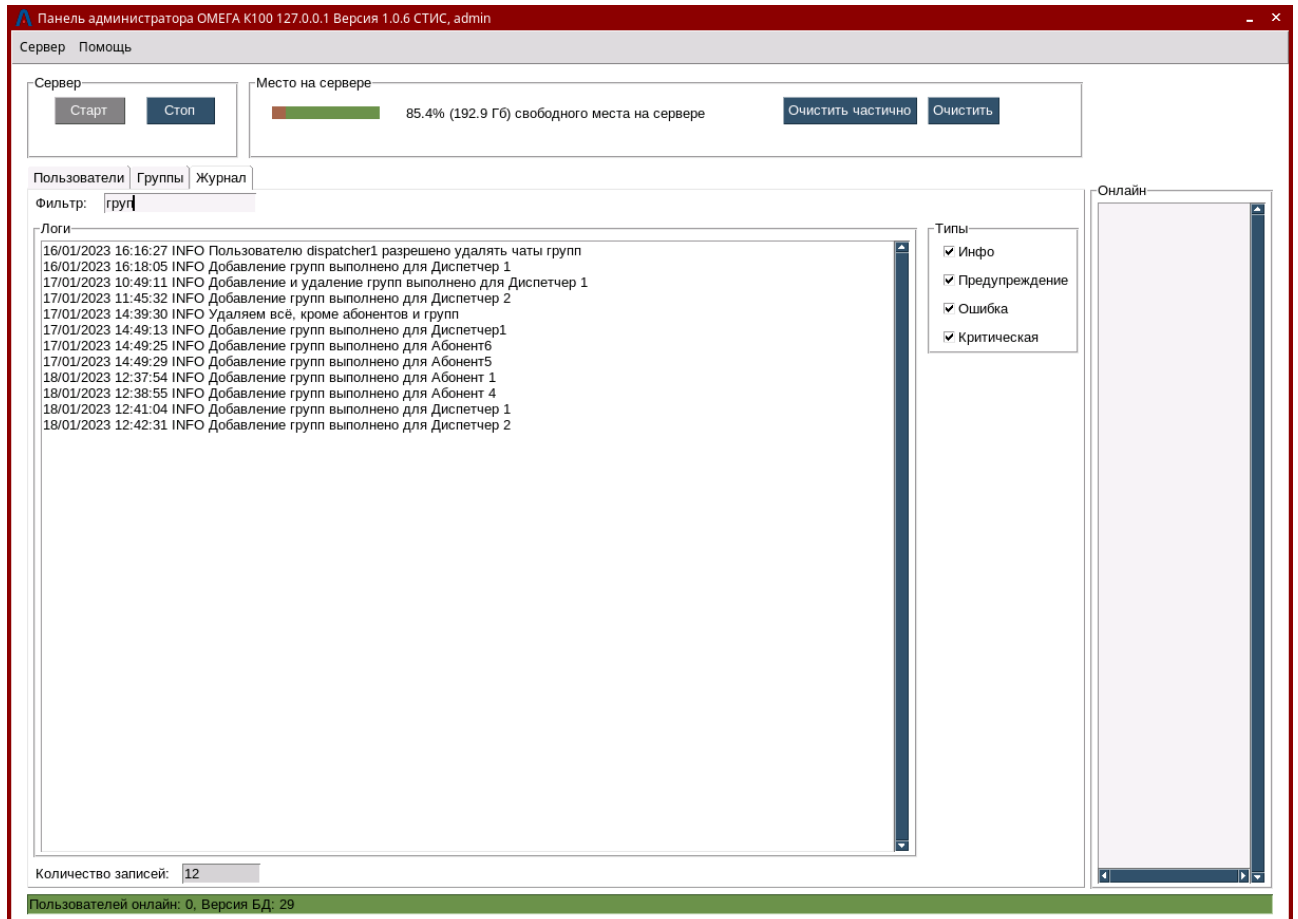 Панель администратора ОМЕГА К100 127.0.0.1 Версия 1.0.6 СТИС, admin
Сервер Помощь
Сервер
Место на сервере
Старт Стоп
85.4% (192.9 Гб) свободного места на сервере
Очистить частично Очистить
Пользователи Группы Журнал
Онлайн
Фильтр: груп
Логи
Типы
16/01/2023 16:16:27 INFO Пользователю dispatcher1 разрешено удалять чаты групп
16/01/2023 16:18:05 INFO Добавление групп выполнено для Диспетчер 1
17/01/2023 10:49:11 INFO Добавление и удаление групп выполнено для Диспетчер 1
17/01/2023 11:45:32 INFO Добавление групп выполнено для Диспетчер 2
17/01/2023 14:39:30 INFO Удаляем всё, кроме абонентов и групп
17/01/2023 14:49:13 INFO Добавление групп выполнено для Диспетчер1
17/01/2023 14:49:25 INFO Добавление групп выполнено для Абонент6
17/01/2023 14:49:29 INFO Добавление групп выполнено для Абонент5
18/01/2023 12:37:54 INFO Добавление групп выполнено для Абонент 1
18/01/2023 12:38:55 INFO Добавление групп выполнено для Абонент 4
18/01/2023 12:41:04 INFO Добавление групп выполнено для Диспетчер 1
18/01/2023 12:42:31 INFO Добавление групп выполнено для Диспетчер 2
Инфо
Предупреждение
Ошибка
Критическая
Количество записей: 12
Пользователей онлайн: 0, Версия БД: 29